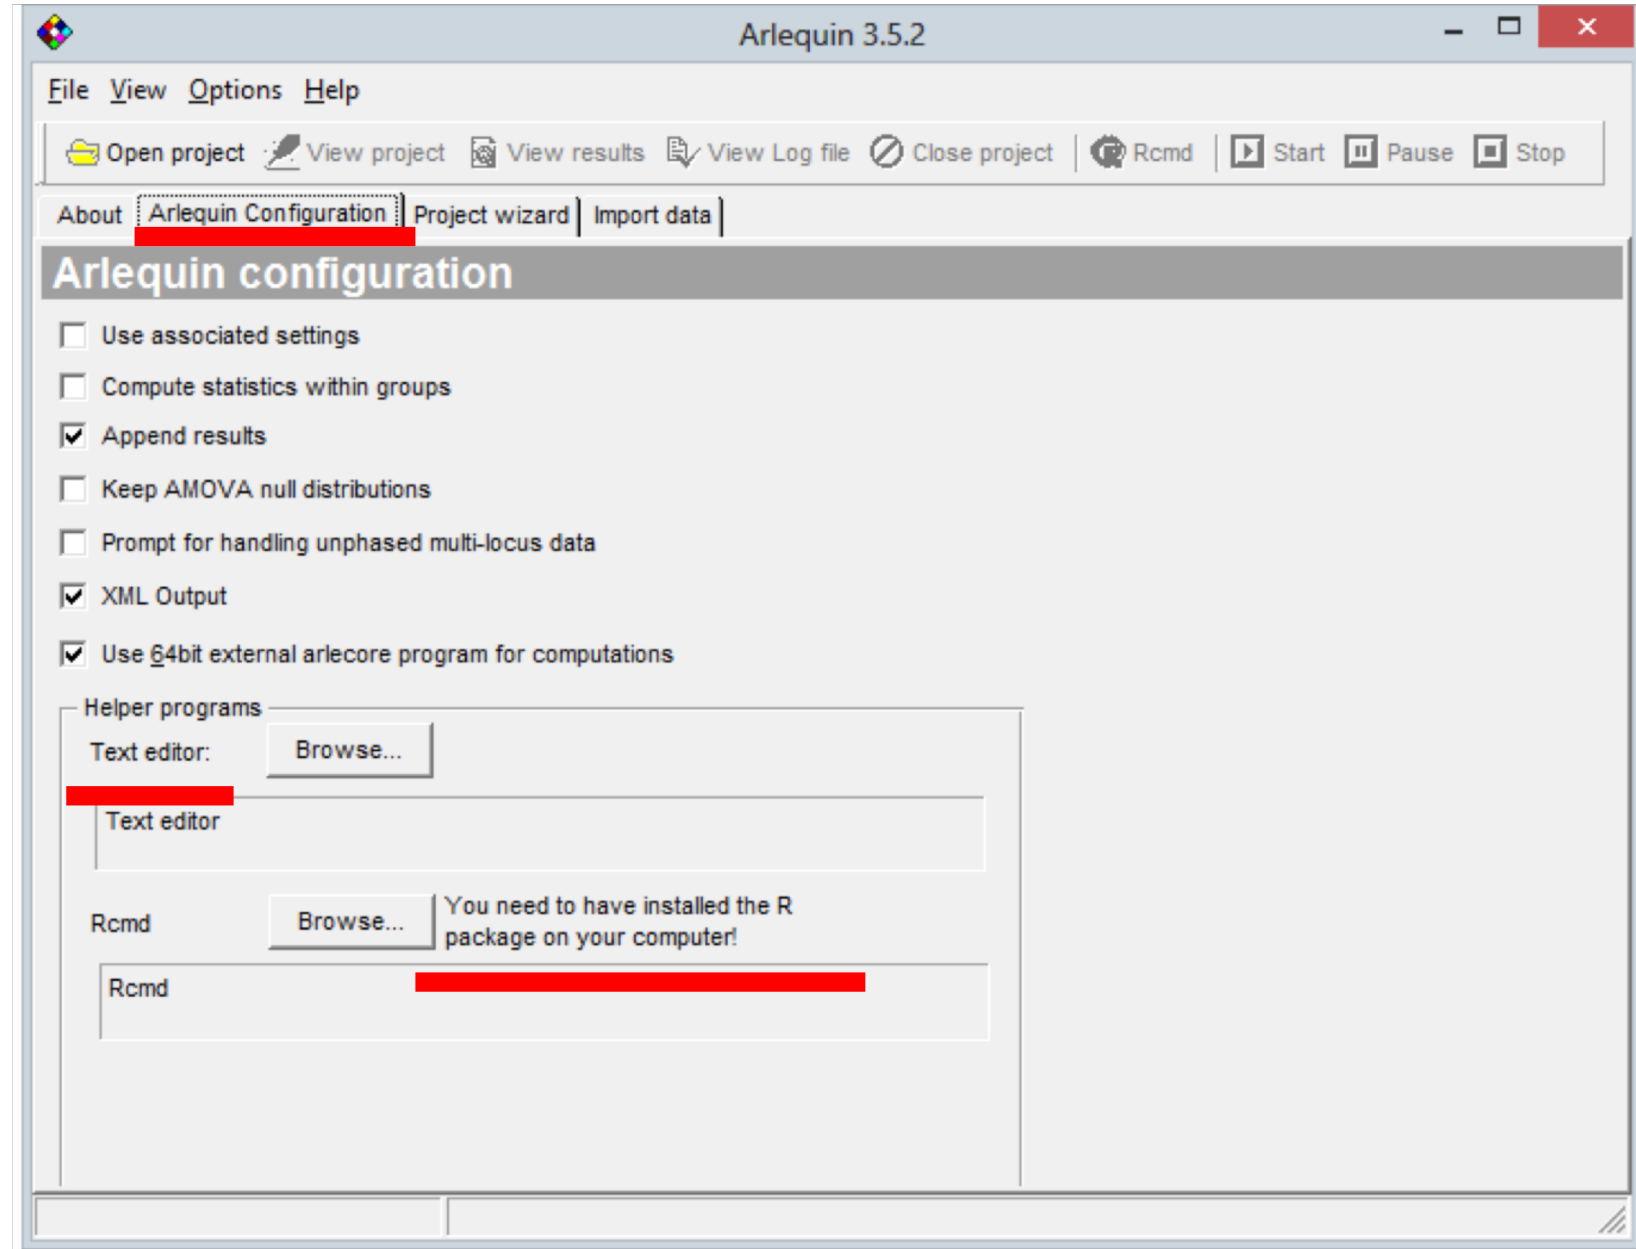 Arlequin 3.5.2
File View Options Help
Open project View project View results View Log file Close project Rcmd Start Pause Stop
About Arlequin Configuration Project wizard Import data
Arlequin configuration
Use associated settings
Compute statistics within groups
Append results
Keep AMOVA null distributions
Prompt for handling unphased multi-locus data
XML Output
Use 64bit external arlecore program for computations
Helper programs
Text editor: Browse...
Text editor
Rcmd Browse... You need to have installed the R
package on your computer!
Rcmd